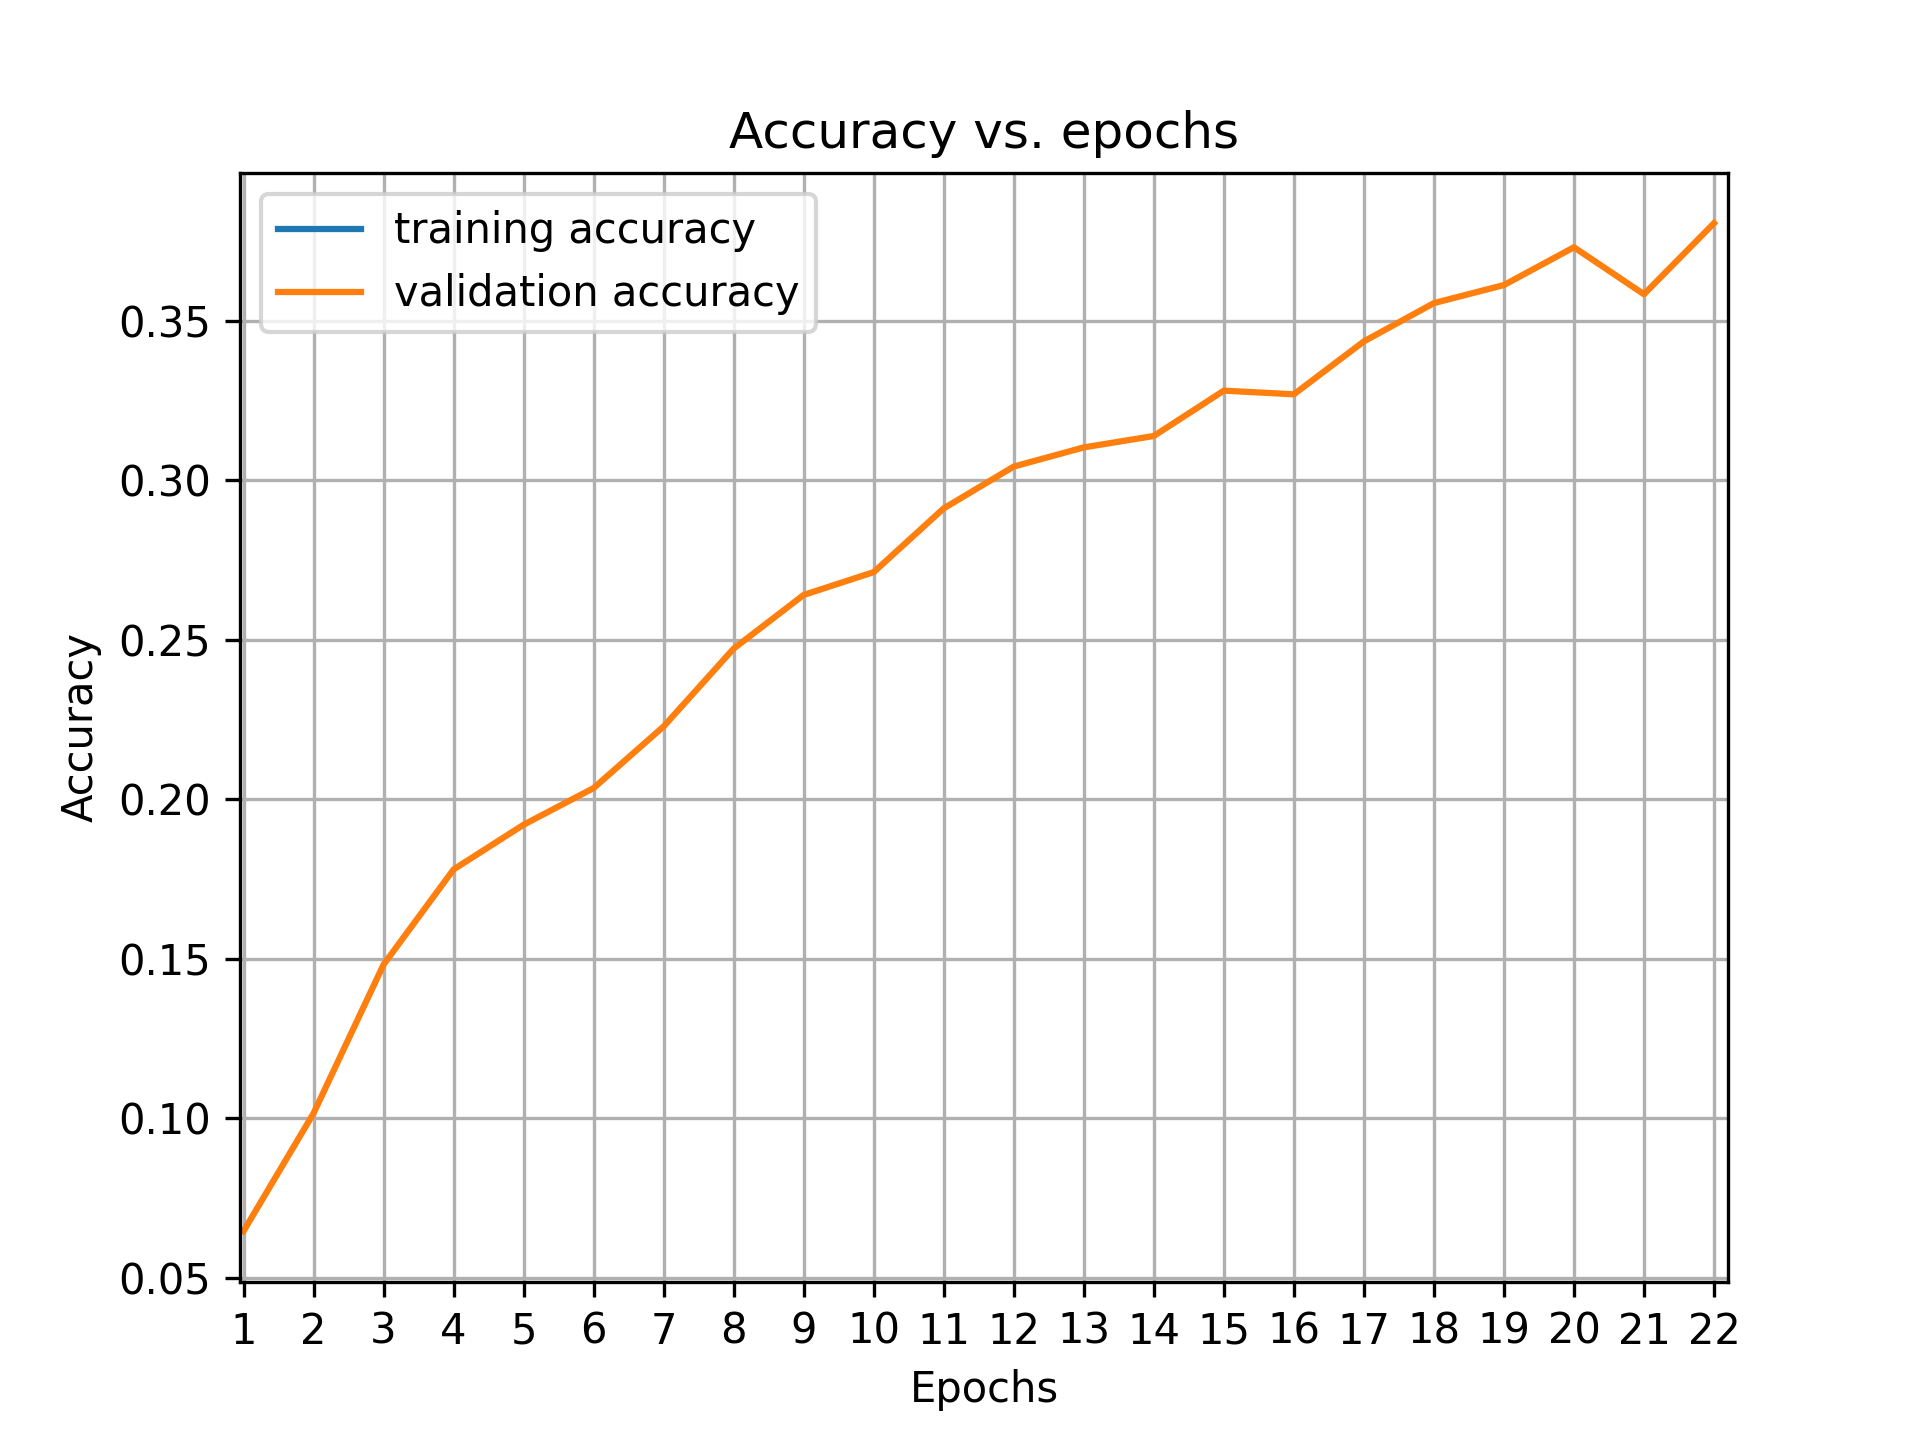 Accuracy vs. epochs
training accuracy
validation accuracy
0.35
0.30
0.25
0.20
0.15
0.10
0.05
Accuracy
1 2 3 4 5 6 7 8 9 10 11 12 13 14 15 16 17 18 19 20 21 22
Epochs